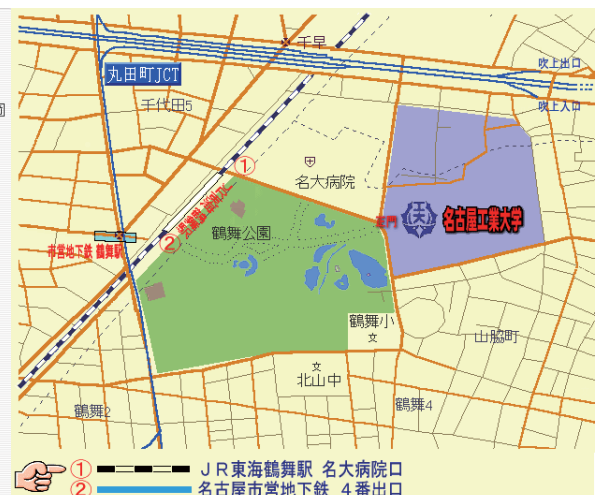 千早
吹上出口
丸田町JCT
千代田5
吹上入口
①
名大病院
正門
名古屋工業大学
鶴舞公園
②
市営地下鉄 鶴舞駅
鶴舞小
文
山脇町
文
北山中
鶴舞2
鶴舞4
① JR東海鶴舞駅 名大病院口
② 名古屋市営地下鉄 4番出口